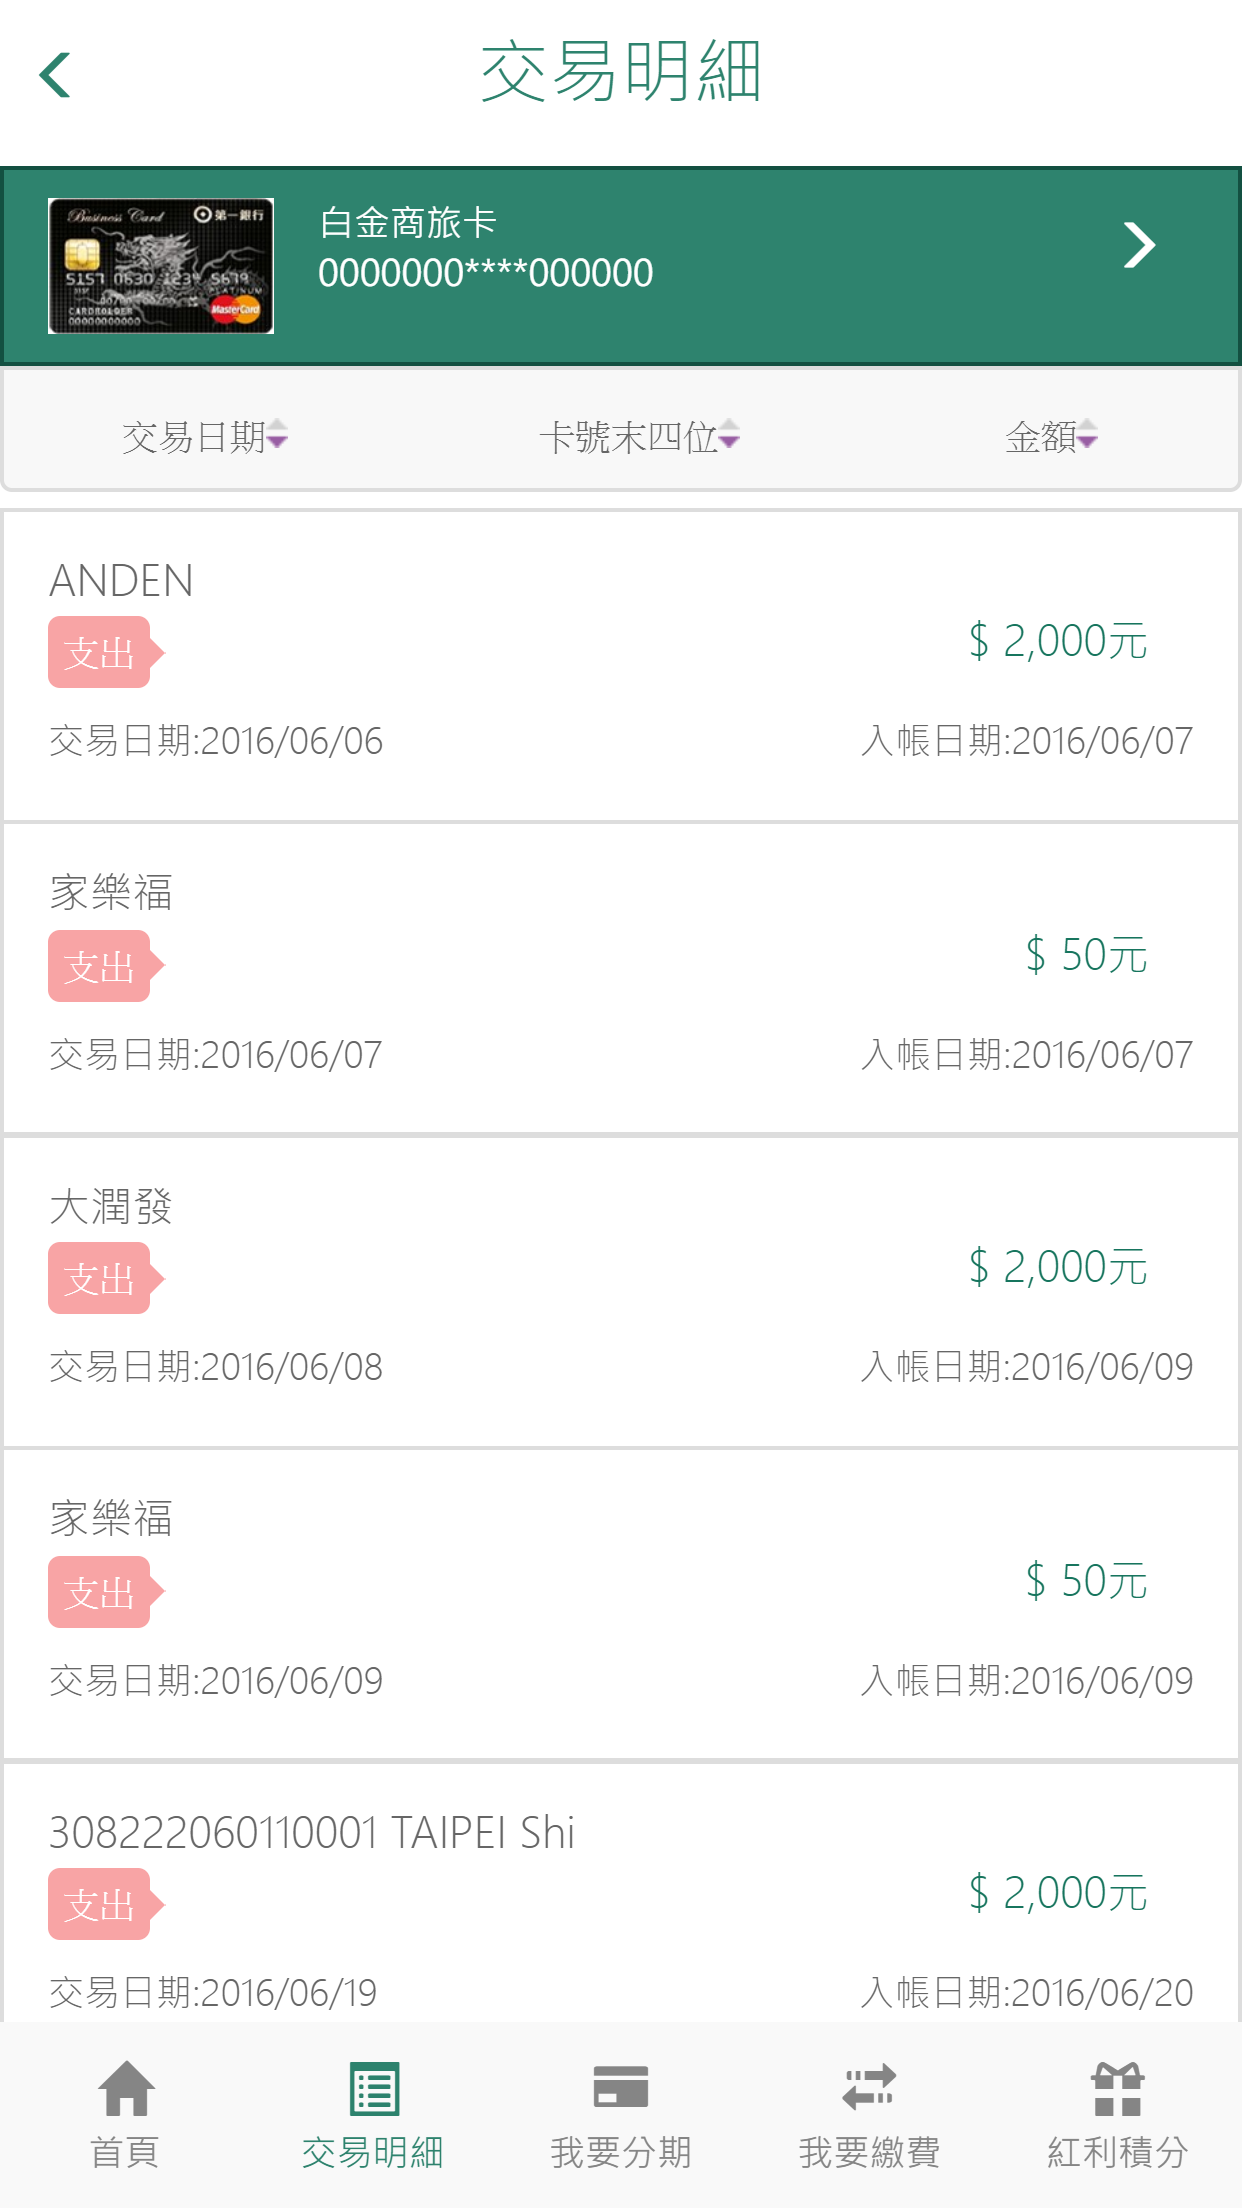 交易明細
Business Card 第一銀行
白金商旅卡
0000000****000000
5157 0630 1234 5679
PLATINUM
CARDHOLDER
MasterCard
00000000000
交易日期 卡號末四位 金額
ANDEN
支出
$ 2,000元
交易日期:2016/06/06 入帳日期:2016/06/07
家樂福
支出
$ 50元
交易日期:2016/06/07 入帳日期:2016/06/07
大潤發
支出
$ 2,000元
交易日期:2016/06/08 入帳日期:2016/06/09
家樂福
支出
$ 50元
交易日期:2016/06/09 入帳日期:2016/06/09
308222060110001 TAIPEI Shi
支出
$ 2,000元
交易日期:2016/06/19 入帳日期:2016/06/20
首頁 交易明細 我要分期 我要繳費 紅利積分